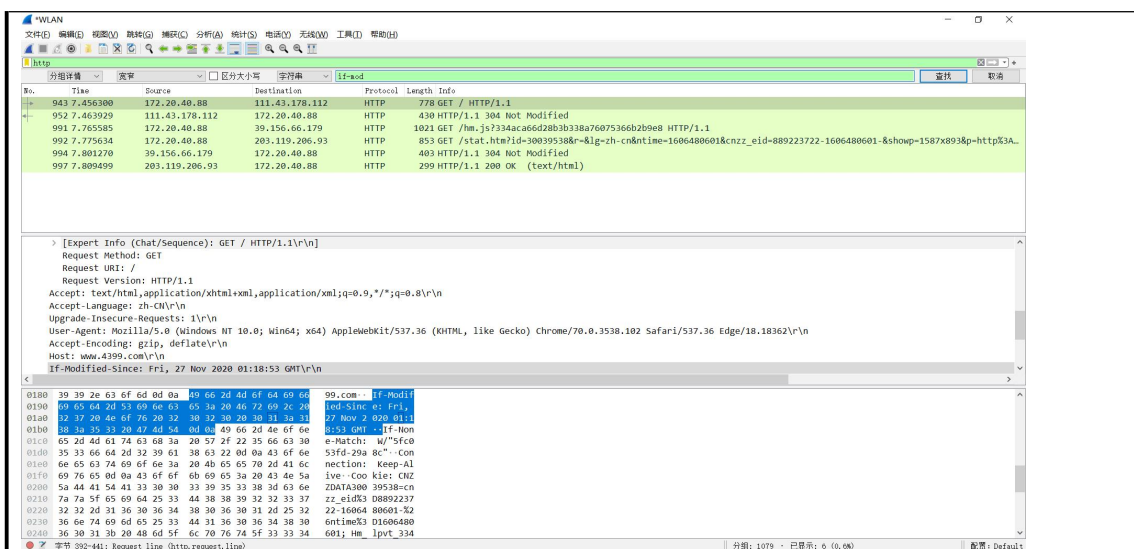 *WLAN
文件(F) 编辑(E) 视图(V) 跳转(G) 捕获(C) 分析(A) 统计(S) 电话(Y) 无线(W) 工具(T) 帮助(H)
http
分组详情 宽窄 区分大小写 字符串 if-mod 查找 取消
No. Time Source Destination Protocol Length Info
943 7.456300 172.20.40.88 111.43.178.112 HTTP 778 GET / HTTP/1.1
952 7.463929 111.43.178.112 172.20.40.88 HTTP 430 HTTP/1.1 304 Not Modified
991 7.765585 172.20.40.88 39.156.66.179 HTTP 1021 GET /hm.js?334aca66d28b3b338a76075366b2b9e8 HTTP/1.1
992 7.775634 172.20.40.88 203.119.206.93 HTTP 853 GET /stat.htm?id=30039538&r=&lg=zh-cn&ntime=1606480601&cnzz_eid=889223722-1606480601-&showp=1587x893&p=http%3A…
994 7.801270 39.156.66.179 172.20.40.88 HTTP 403 HTTP/1.1 304 Not Modified
997 7.809499 203.119.206.93 172.20.40.88 HTTP 299 HTTP/1.1 200 OK (text/html)
> [Expert Info (Chat/Sequence): GET / HTTP/1.1\r\n]
Request Method: GET
Request URI: /
Request Version: HTTP/1.1
Accept: text/html,application/xhtml+xml,application/xml;q=0.9,*/*;q=0.8\r\n
Accept-Language: zh-CN\r\n
Upgrade-Insecure-Requests: 1\r\n
User-Agent: Mozilla/5.0 (Windows NT 10.0; Win64; x64) AppleWebKit/537.36 (KHTML, like Gecko) Chrome/70.0.3538.102 Safari/537.36 Edge/18.18362\r\n
Accept-Encoding: gzip, deflate\r\n
Host: www.4399.com\r\n
If-Modified-Since: Fri, 27 Nov 2020 01:18:53 GMT\r\n
0180 39 39 2e 63 6f 6d 0d 0a 49 66 2d 4d 6f 64 69 66 99.com·· If-Modif
0190 69 65 64 2d 53 69 6e 63 65 3a 20 46 72 69 2c 20 ied-Sinc e: Fri,
01a0 32 37 20 4e 6f 76 20 32 30 32 30 20 30 31 3a 31 27 Nov 2 020 01:1
01b0 38 3a 35 33 20 47 4d 54 0d 0a 49 66 2d 4e 6f 6e 8:53 GMT ··If-Non
01c0 65 2d 4d 61 74 63 68 3a 20 57 2f 22 35 66 63 30 e-Match: W/"5fc0
01d0 35 33 66 64 2d 32 39 61 38 63 22 0d 0a 43 6f 6e 53fd-29a 8c"··Con
01e0 6e 65 63 74 69 6f 6e 3a 20 4b 65 65 70 2d 41 6c nection: Keep-Al
01f0 69 76 65 0d 0a 43 6f 6f 6b 69 65 3a 20 43 4e 5a ive··Coo kie: CNZ
0200 5a 44 41 54 41 33 30 30 33 39 35 33 38 3d 63 6e ZDATA300 39538=cn
0210 7a 7a 5f 65 69 64 25 33 44 38 38 39 32 32 33 37 zz_eid%3 D8892237
0220 32 32 2d 31 36 30 36 34 38 30 36 30 31 2d 25 32 22-16064 80601-%2
0230 36 6e 74 69 6d 65 25 33 44 31 36 30 36 34 38 30 6ntime%3 D1606480
0240 36 30 31 3b 20 48 6d 5f 6c 70 76 74 5f 33 33 34 601; Hm_ lpvt_334
字节 392-441: Request line (http.request.line) 分组: 1079 · 已显示: 6 (0.6%) 配置: Default